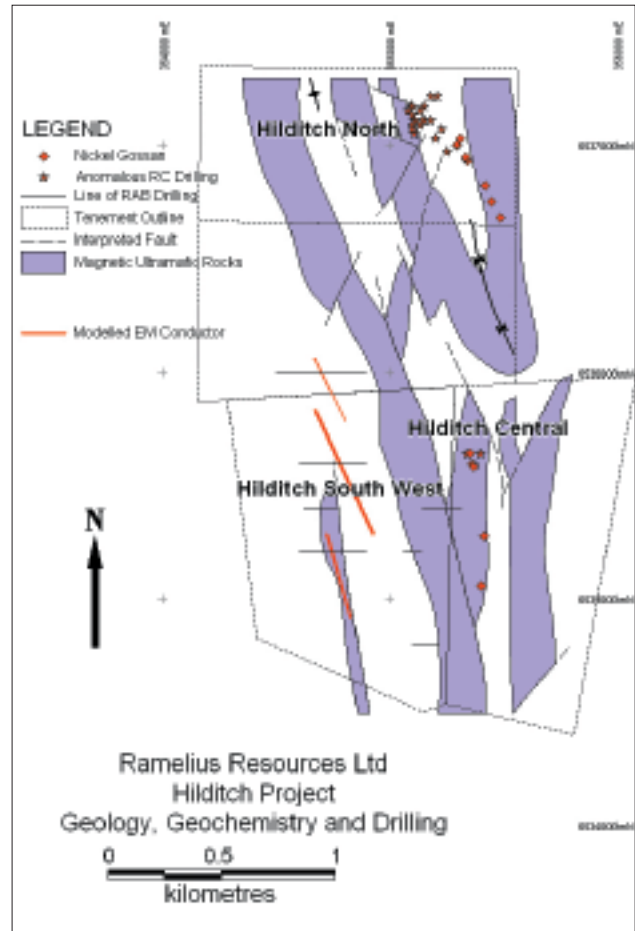 LEGEND
Nickel Gossan
Anomalous RC Drilling
Line of RAB Drilling
Tenement Outline
Interpreted Fault
Magnetic Ultramafic Rocks
Modelled EM Conductor
Hilditch North
Hilditch Central
Hilditch South West
N
Ramelius Resources Ltd
Hilditch Project
Geology, Geochemistry and Drilling
0 0.5 1
kilometres